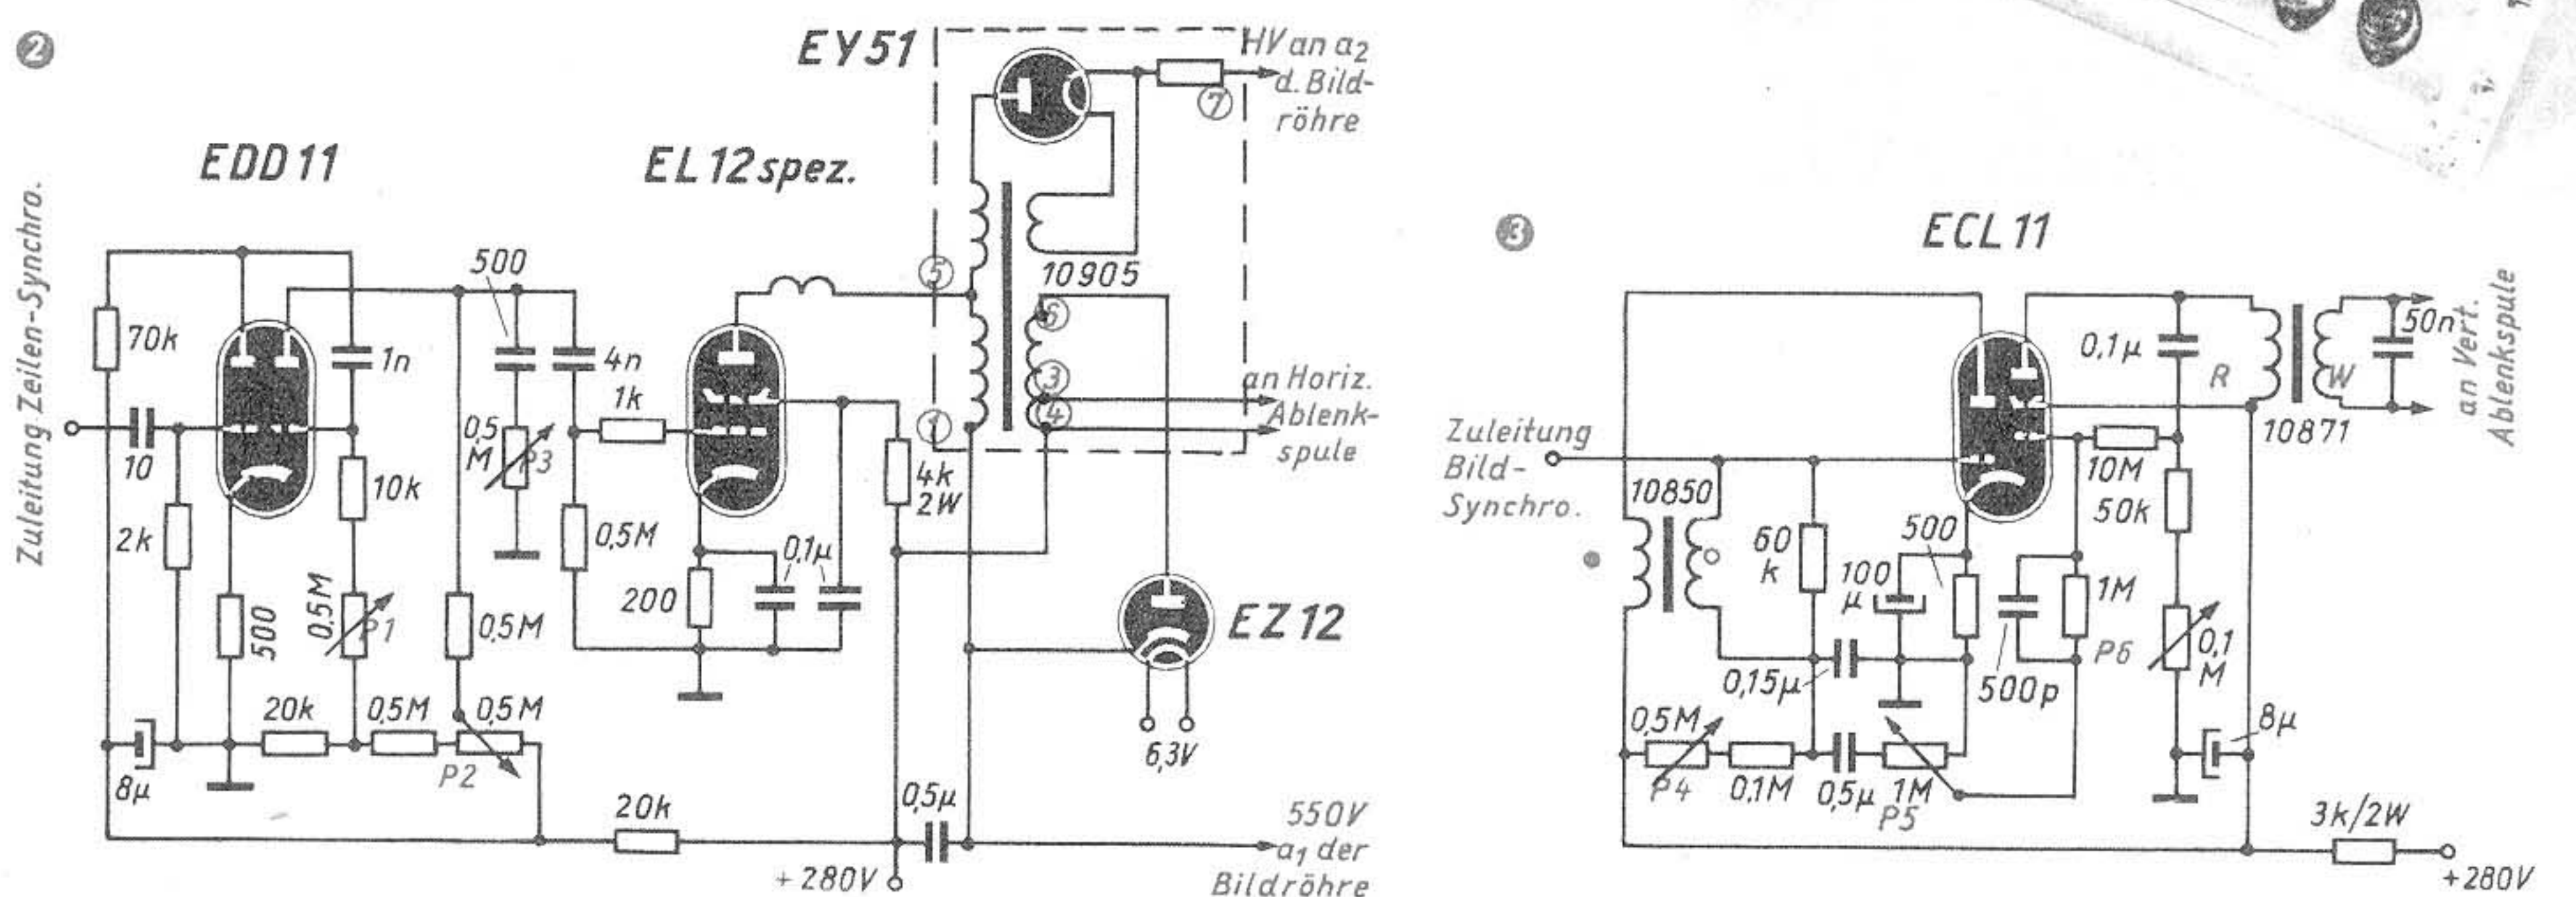 2
EY51
HV an a2
d. Bild-
röhre
7
EDD11
EL12spez.
Zuleitung Zeilen-Synchro.
500
5
10905
6
70k
1n
4n
1k
3
an Horiz.
Ablenk-
spule
4
1
10
0,5
M
P3
10k
4k
2W
2k
0,5M
0,1µ
500
0,5M
P1
0,5M
200
EZ12
20k
0,5M
0,5M
P2
8µ
6,3V
20k
0,5µ
550V
a1 der
Bildröhre
+280V
3
ECL11
50n
an Vert.
Ablenkspule
0,1µ
R
W
10871
Zuleitung
Bild-
Synchro.
10M
10850
50k
60
k
500
100
µ
1M
P6
0,1
M
0,15µ
500p
0,5M
8µ
P4
0,1M
0,5µ
1M
P5
3k/2W
+280V